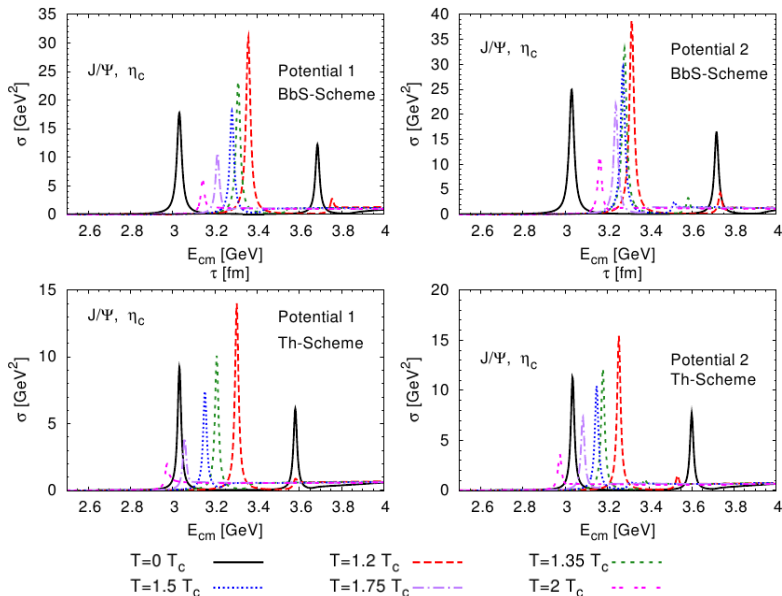 35
30
25
20
15
10
5
0
σ [GeV²]
J/Ψ, η_c
Potential 1
BbS-Scheme
2.6 2.8 3 3.2 3.4 3.6 3.8 4
E_cm [GeV]
τ [fm]
40
35
30
25
20
15
10
5
0
σ [GeV²]
J/Ψ, η_c
Potential 2
BbS-Scheme
2.6 2.8 3 3.2 3.4 3.6 3.8 4
E_cm [GeV]
τ [fm]
15
10
5
0
σ [GeV²]
J/Ψ, η_c
Potential 1
Th-Scheme
2.6 2.8 3 3.2 3.4 3.6 3.8 4
E_cm [GeV]
20
15
10
5
0
σ [GeV²]
J/Ψ, η_c
Potential 2
Th-Scheme
2.6 2.8 3 3.2 3.4 3.6 3.8 4
E_cm [GeV]
T=0 T_c T=1.2 T_c T=1.35 T_c
T=1.5 T_c T=1.75 T_c T=2 T_c